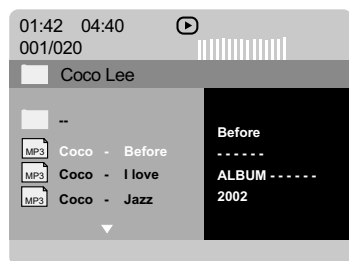 01:42 04:40
001/020
Coco Lee
--
MP3 Coco - Before
MP3 Coco - I love
MP3 Coco - Jazz
Before
- - - - - -
ALBUM - - - - - -
2002